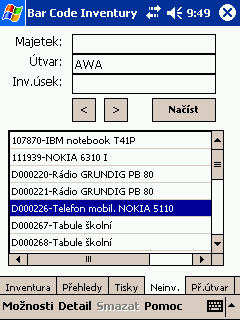 Bar Code Inventury 9:49
Majetek:
Útvar: AWA
Inv.úsek:
< > Načíst
107870-IBM notebook T41P
111939-NOKIA 6310 I
D000220-Rádio GRUNDIG PB 80
D000221-Rádio GRUNDIG PB 80
D000226-Telefon mobil. NOKIA 5110
D000267-Tabule školní
D000268-Tabule školní
Inventura Přehledy Tisky Neinv. Př.útvar
Možnosti Detail Smazat Pomoc